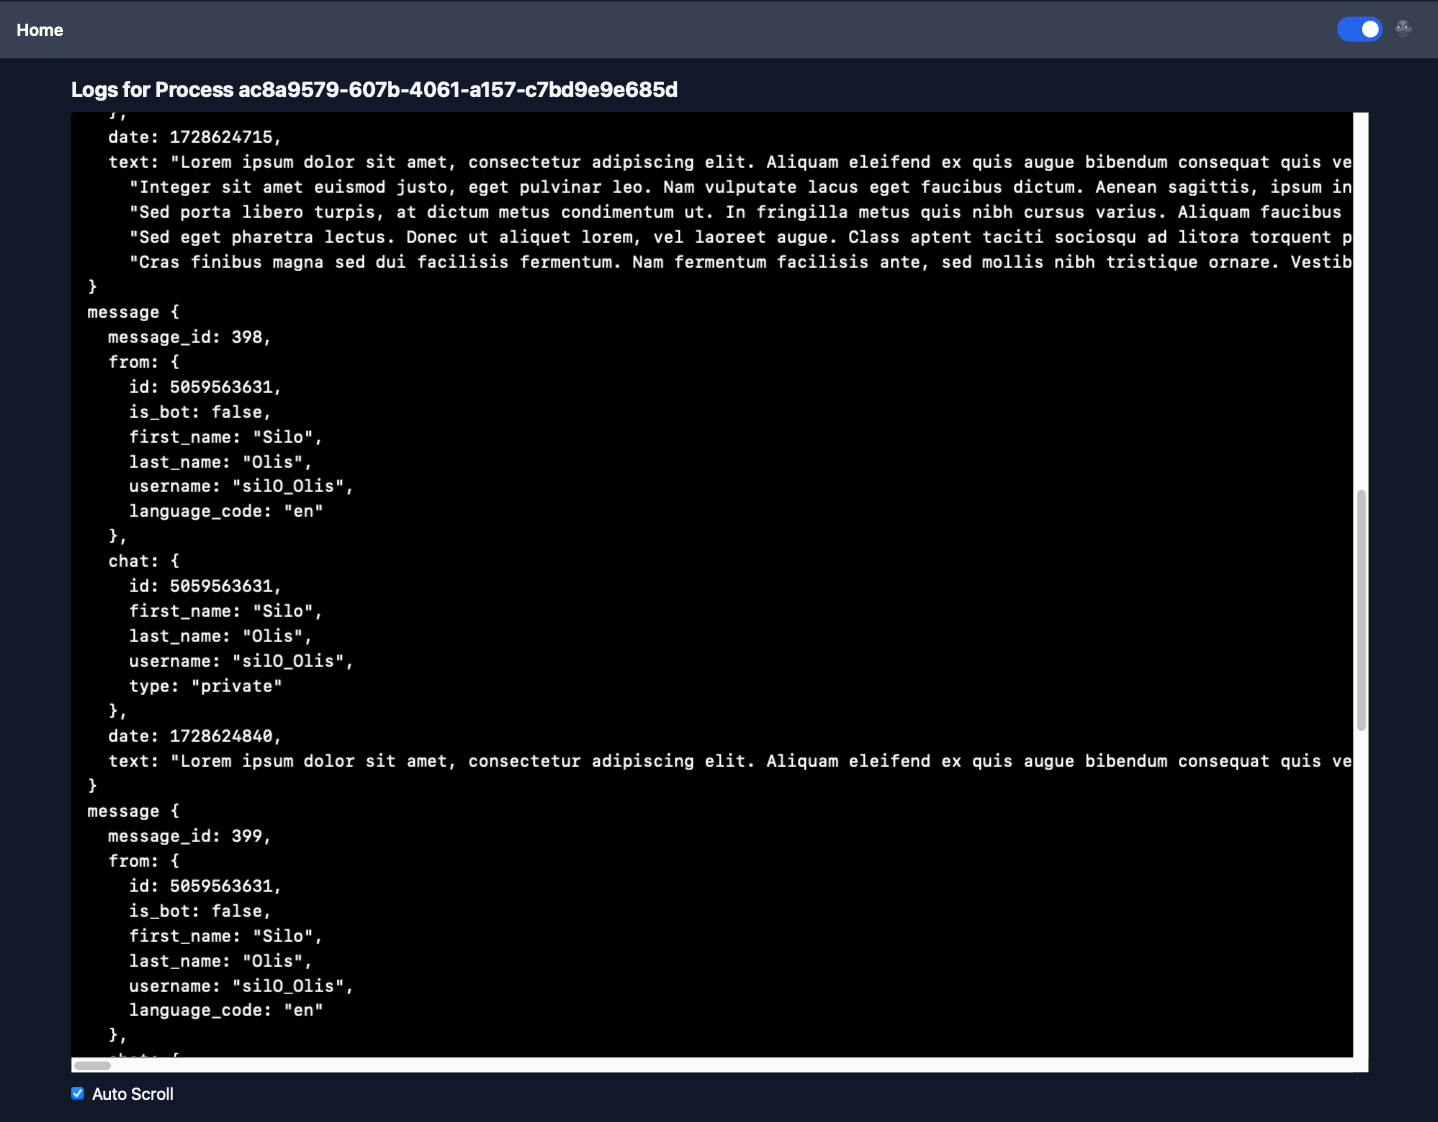 Home
Logs for Process ac8a9579-607b-4061-a157-c7bd9e9e685d
},
date: 1728624715,
text: "Lorem ipsum dolor sit amet, consectetur adipiscing elit. Aliquam eleifend ex quis augue bibendum consequat quis ve
"Integer sit amet euismod justo, eget pulvinar leo. Nam vulputate lacus eget faucibus dictum. Aenean sagittis, ipsum in
"Sed porta libero turpis, at dictum metus condimentum ut. In fringilla metus quis nibh cursus varius. Aliquam faucibus
"Sed eget pharetra lectus. Donec ut aliquet lorem, vel laoreet augue. Class aptent taciti sociosqu ad litora torquent p
"Cras finibus magna sed dui facilisis fermentum. Nam fermentum facilisis ante, sed mollis nibh tristique ornare. Vestib
}
message {
message_id: 398,
from: {
id: 5059563631,
is_bot: false,
first_name: "Silo",
last_name: "Olis",
username: "silO_Olis",
language_code: "en"
},
chat: {
id: 5059563631,
first_name: "Silo",
last_name: "Olis",
username: "silO_Olis",
type: "private"
},
date: 1728624840,
text: "Lorem ipsum dolor sit amet, consectetur adipiscing elit. Aliquam eleifend ex quis augue bibendum consequat quis ve
}
message {
message_id: 399,
from: {
id: 5059563631,
is_bot: false,
first_name: "Silo",
last_name: "Olis",
username: "silO_Olis",
language_code: "en"
},
chat: {
Auto Scroll